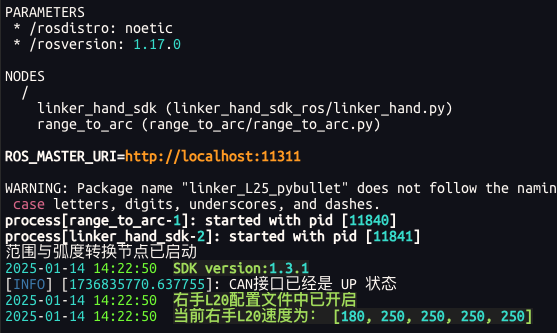 PARAMETERS
 * /rosdistro: noetic
 * /rosversion: 1.17.0
NODES
  /
    linker_hand_sdk (linker_hand_sdk_ros/linker_hand.py)
    range_to_arc (range_to_arc/range_to_arc.py)
ROS_MASTER_URI=http://localhost:11311
WARNING: Package name "linker_L25_pybullet" does not follow the namin
 case letters, digits, underscores, and dashes.
process[range_to_arc-1]: started with pid [11840]
process[linker_hand_sdk-2]: started with pid [11841]
范围与弧度转换节点已启动
2025-01-14 14:22:50  SDK version:1.3.1
[INFO] [1736835770.637755]: CAN接口已经是 UP 状态
2025-01-14 14:22:50  右手L20配置文件中已开启
2025-01-14 14:22:50  当前右手L20速度为： [180, 250, 250, 250, 250]